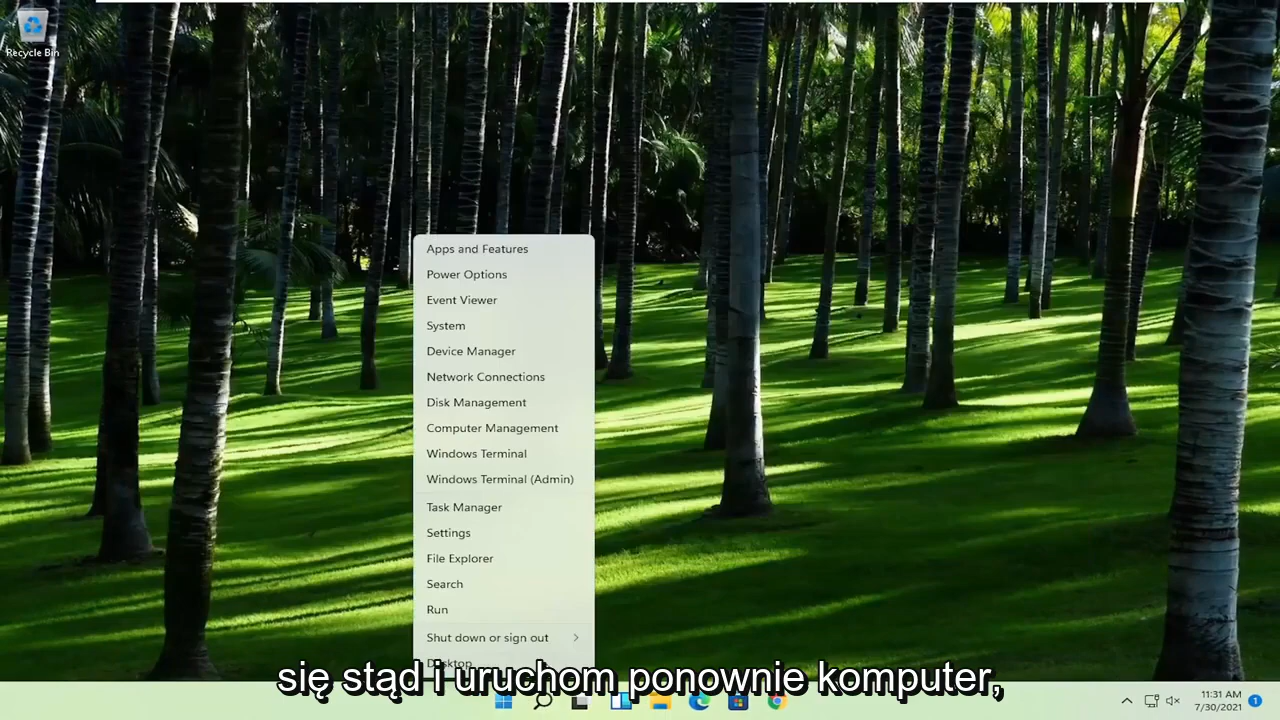 Recycle Bin
Apps and Features
Power Options
Event Viewer
System
Device Manager
Network Connections
Disk Management
Computer Management
Windows Terminal
Windows Terminal (Admin)
Task Manager
Settings
File Explorer
Search
Run
Shut down or sign out
Desktop
się stąd i uruchom ponownie komputer,
11:31 AM
7/30/2021
1